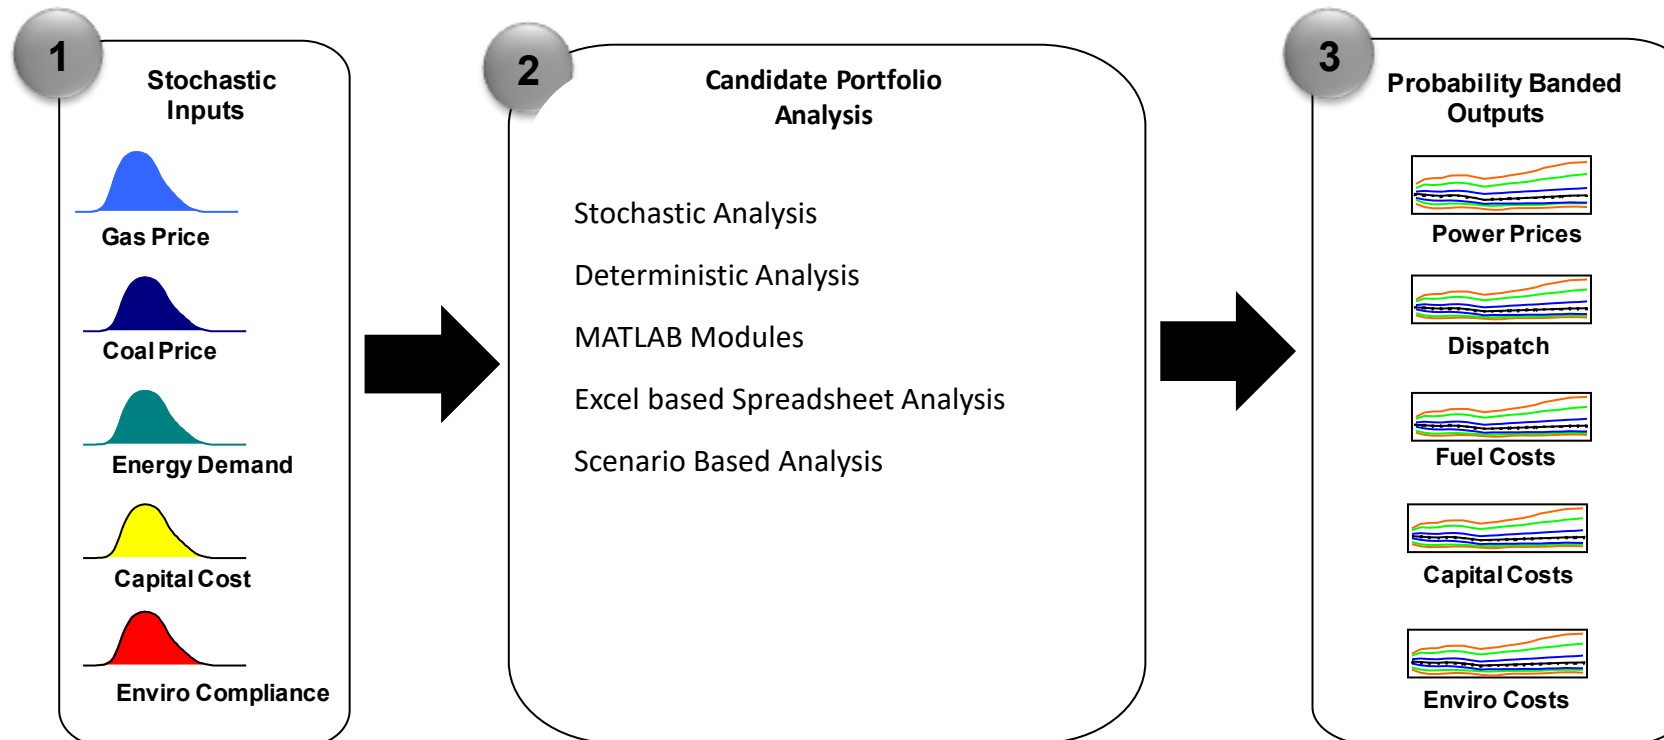 1
Stochastic
Inputs
Gas Price
Coal Price
Energy Demand
Capital Cost
Enviro Compliance
2
Candidate Portfolio
Analysis
Stochastic Analysis
Deterministic Analysis
MATLAB Modules
Excel based Spreadsheet Analysis
Scenario Based Analysis
3
Probability Banded
Outputs
Power Prices
Dispatch
Fuel Costs
Capital Costs
Enviro Costs